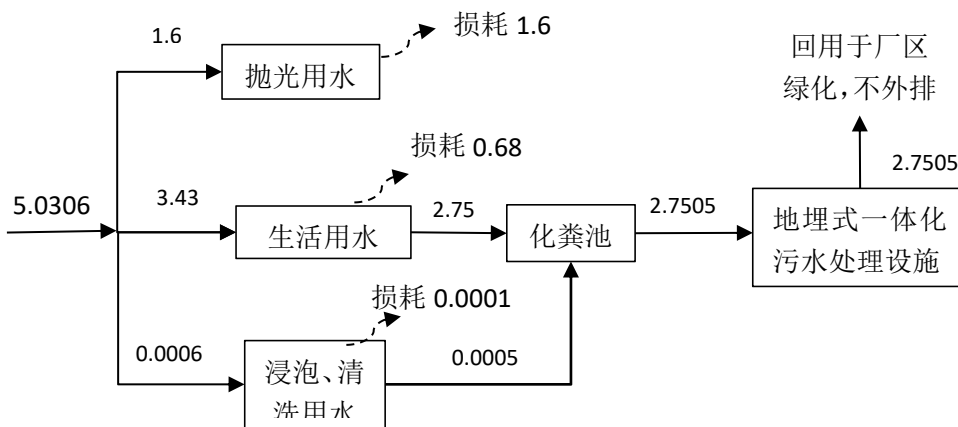 损耗 1.6
1.6
抛光用水
回用于厂区
绿化，不外排
损耗 0.68
2.7505
5.0306
3.43
生活用水
2.75
化粪池
2.7505
地埋式一体化
污水处理设施
损耗 0.0001
0.0006
浸泡、清
洗用水
0.0005